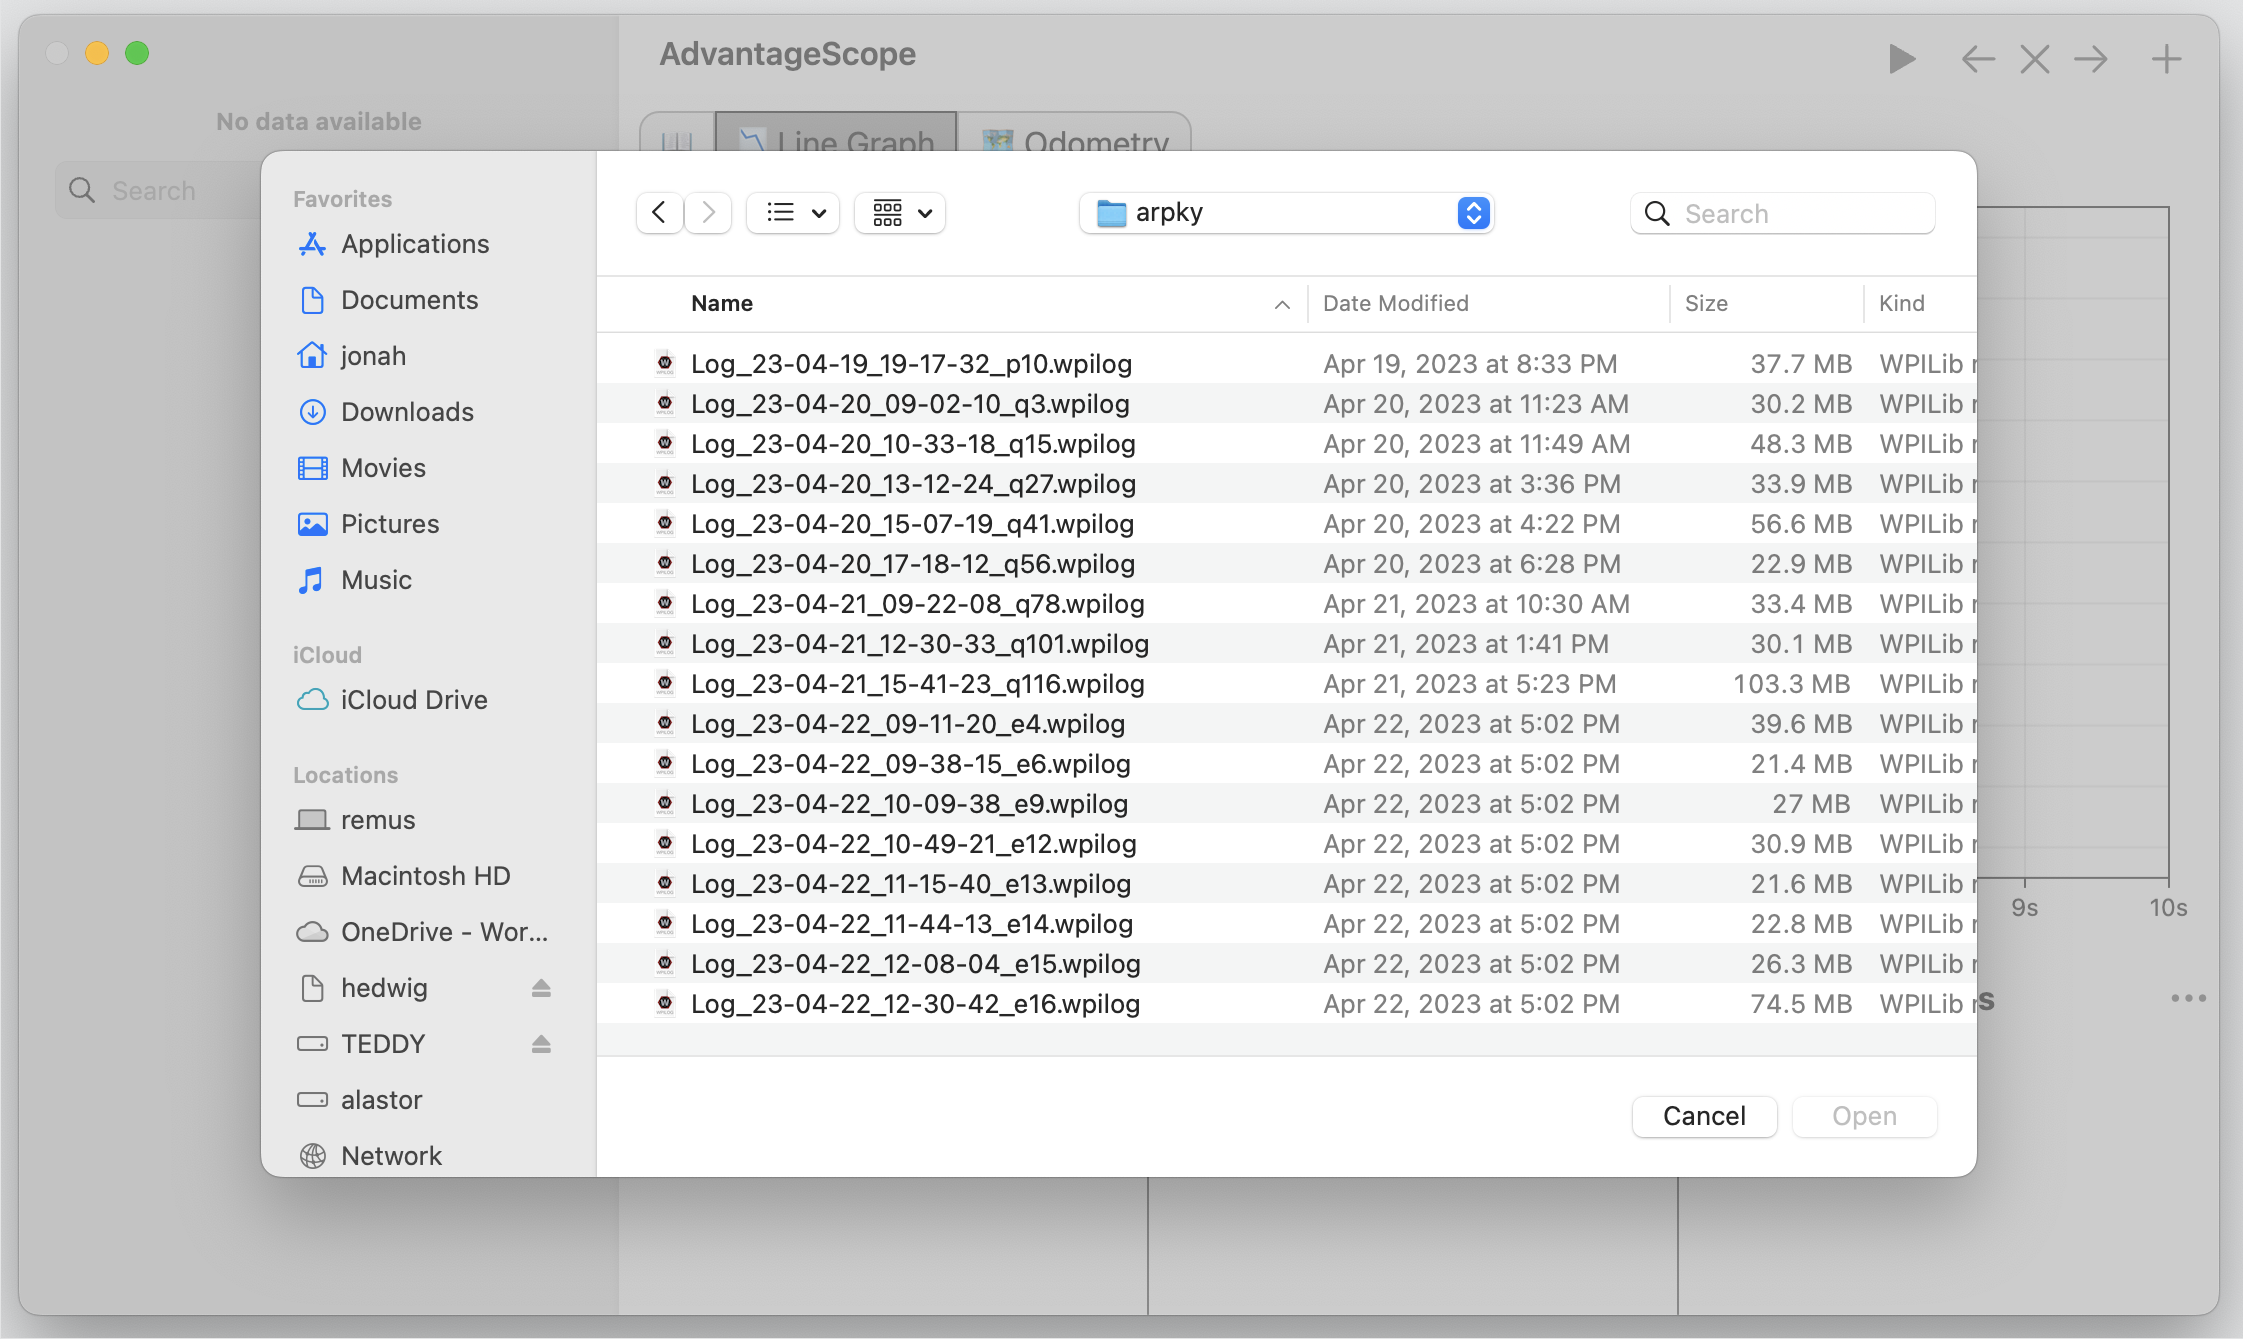 AdvantageScope
No data available
Search
Line Graph
Odometry
Favorites
Applications
Documents
jonah
Downloads
Movies
Pictures
Music
iCloud
iCloud Drive
Locations
remus
Macintosh HD
OneDrive - Wor...
hedwig
TEDDY
alastor
Network
arpky
Search
Name Date Modified Size Kind
Log_23-04-19_19-17-32_p10.wpilog Apr 19, 2023 at 8:33 PM 37.7 MB WPILib
Log_23-04-20_09-02-10_q3.wpilog Apr 20, 2023 at 11:23 AM 30.2 MB WPILib
Log_23-04-20_10-33-18_q15.wpilog Apr 20, 2023 at 11:49 AM 48.3 MB WPILib
Log_23-04-20_13-12-24_q27.wpilog Apr 20, 2023 at 3:36 PM 33.9 MB WPILib
Log_23-04-20_15-07-19_q41.wpilog Apr 20, 2023 at 4:22 PM 56.6 MB WPILib
Log_23-04-20_17-18-12_q56.wpilog Apr 20, 2023 at 6:28 PM 22.9 MB WPILib
Log_23-04-21_09-22-08_q78.wpilog Apr 21, 2023 at 10:30 AM 33.4 MB WPILib
Log_23-04-21_12-30-33_q101.wpilog Apr 21, 2023 at 1:41 PM 30.1 MB WPILib
Log_23-04-21_15-41-23_q116.wpilog Apr 21, 2023 at 5:23 PM 103.3 MB WPILib
Log_23-04-22_09-11-20_e4.wpilog Apr 22, 2023 at 5:02 PM 39.6 MB WPILib
Log_23-04-22_09-38-15_e6.wpilog Apr 22, 2023 at 5:02 PM 21.4 MB WPILib
Log_23-04-22_10-09-38_e9.wpilog Apr 22, 2023 at 5:02 PM 27 MB WPILib
Log_23-04-22_10-49-21_e12.wpilog Apr 22, 2023 at 5:02 PM 30.9 MB WPILib
Log_23-04-22_11-15-40_e13.wpilog Apr 22, 2023 at 5:02 PM 21.6 MB WPILib
Log_23-04-22_11-44-13_e14.wpilog Apr 22, 2023 at 5:02 PM 22.8 MB WPILib
Log_23-04-22_12-08-04_e15.wpilog Apr 22, 2023 at 5:02 PM 26.3 MB WPILib
Log_23-04-22_12-30-42_e16.wpilog Apr 22, 2023 at 5:02 PM 74.5 MB WPILib
Cancel
Open
9s 10s